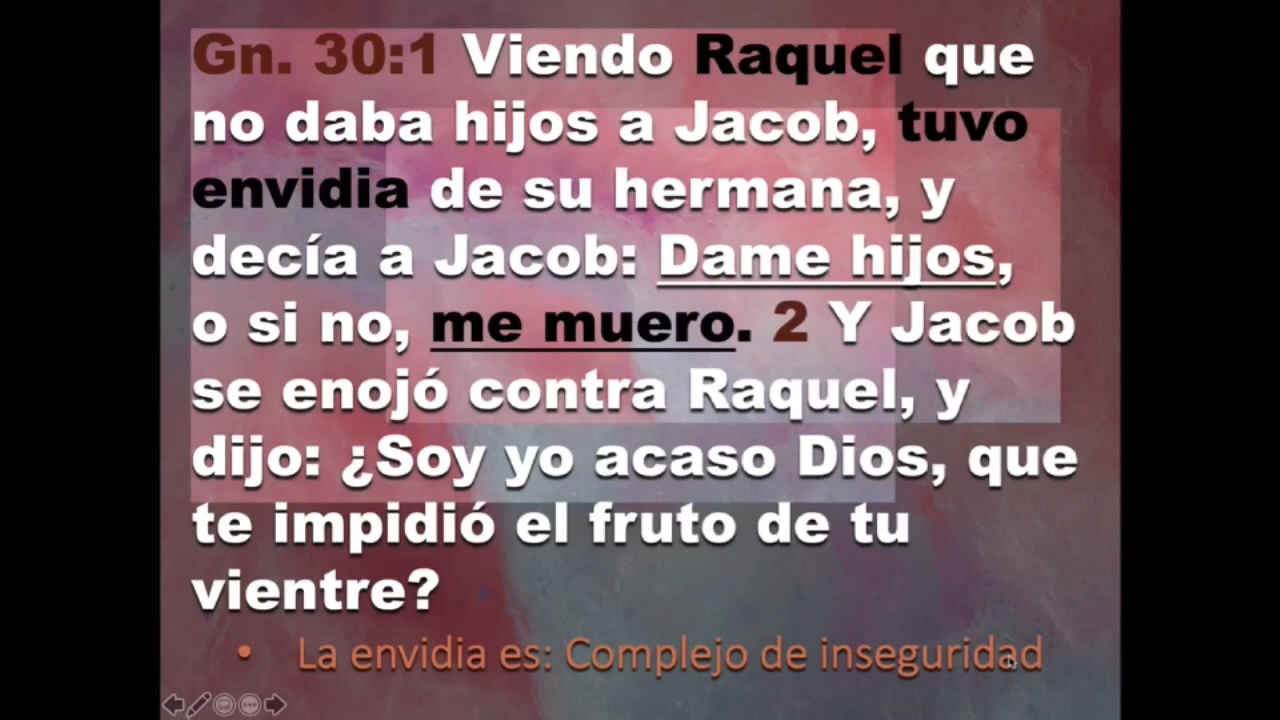 Gn. 30:1 Viendo Raquel que
no daba hijos a Jacob, tuvo
envidia de su hermana, y
decía a Jacob: Dame hijos,
o si no, me muero. 2 Y Jacob
se enojó contra Raquel, y
dijo: ¿Soy yo acaso Dios, que
te impidió el fruto de tu
vientre?
• La envidia es: Complejo de inseguridad